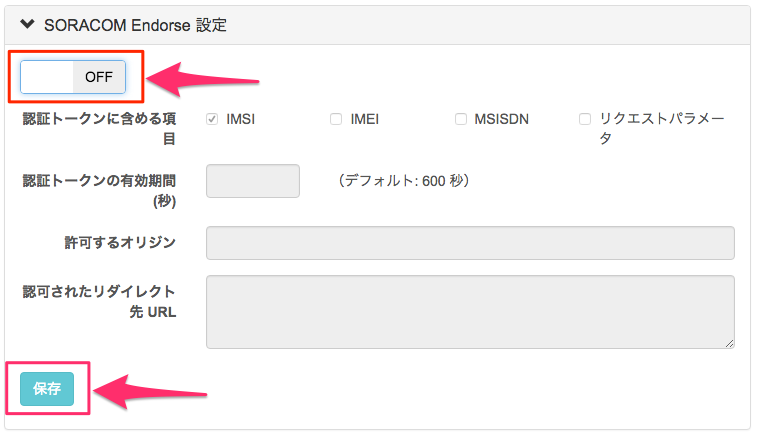 SORACOM Endorse 設定
OFF
認証トークンに含める項
目
IMSI
IMEI
MSISDN
リクエストパラメー
タ
認証トークンの有効期間
(秒)
（デフォルト: 600 秒）
許可するオリジン
認可されたリダイレクト
先 URL
保存